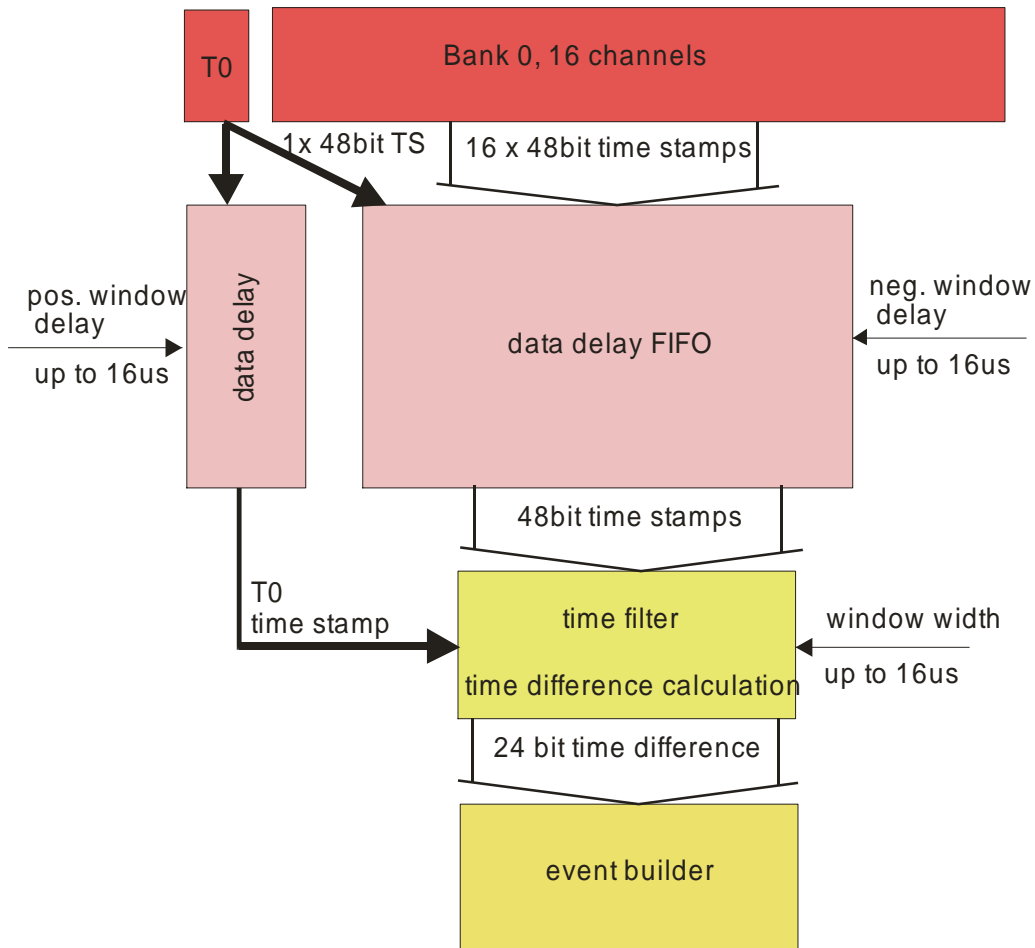 T0
Bank 0, 16 channels
1x 48bit TS
16 x 48bit time stamps
pos. window
delay
up to 16us
data delay
data delay FIFO
neg. window
delay
up to 16us
48bit time stamps
T0
time stamp
time filter
time difference calculation
window width
up to 16us
24 bit time difference
event builder